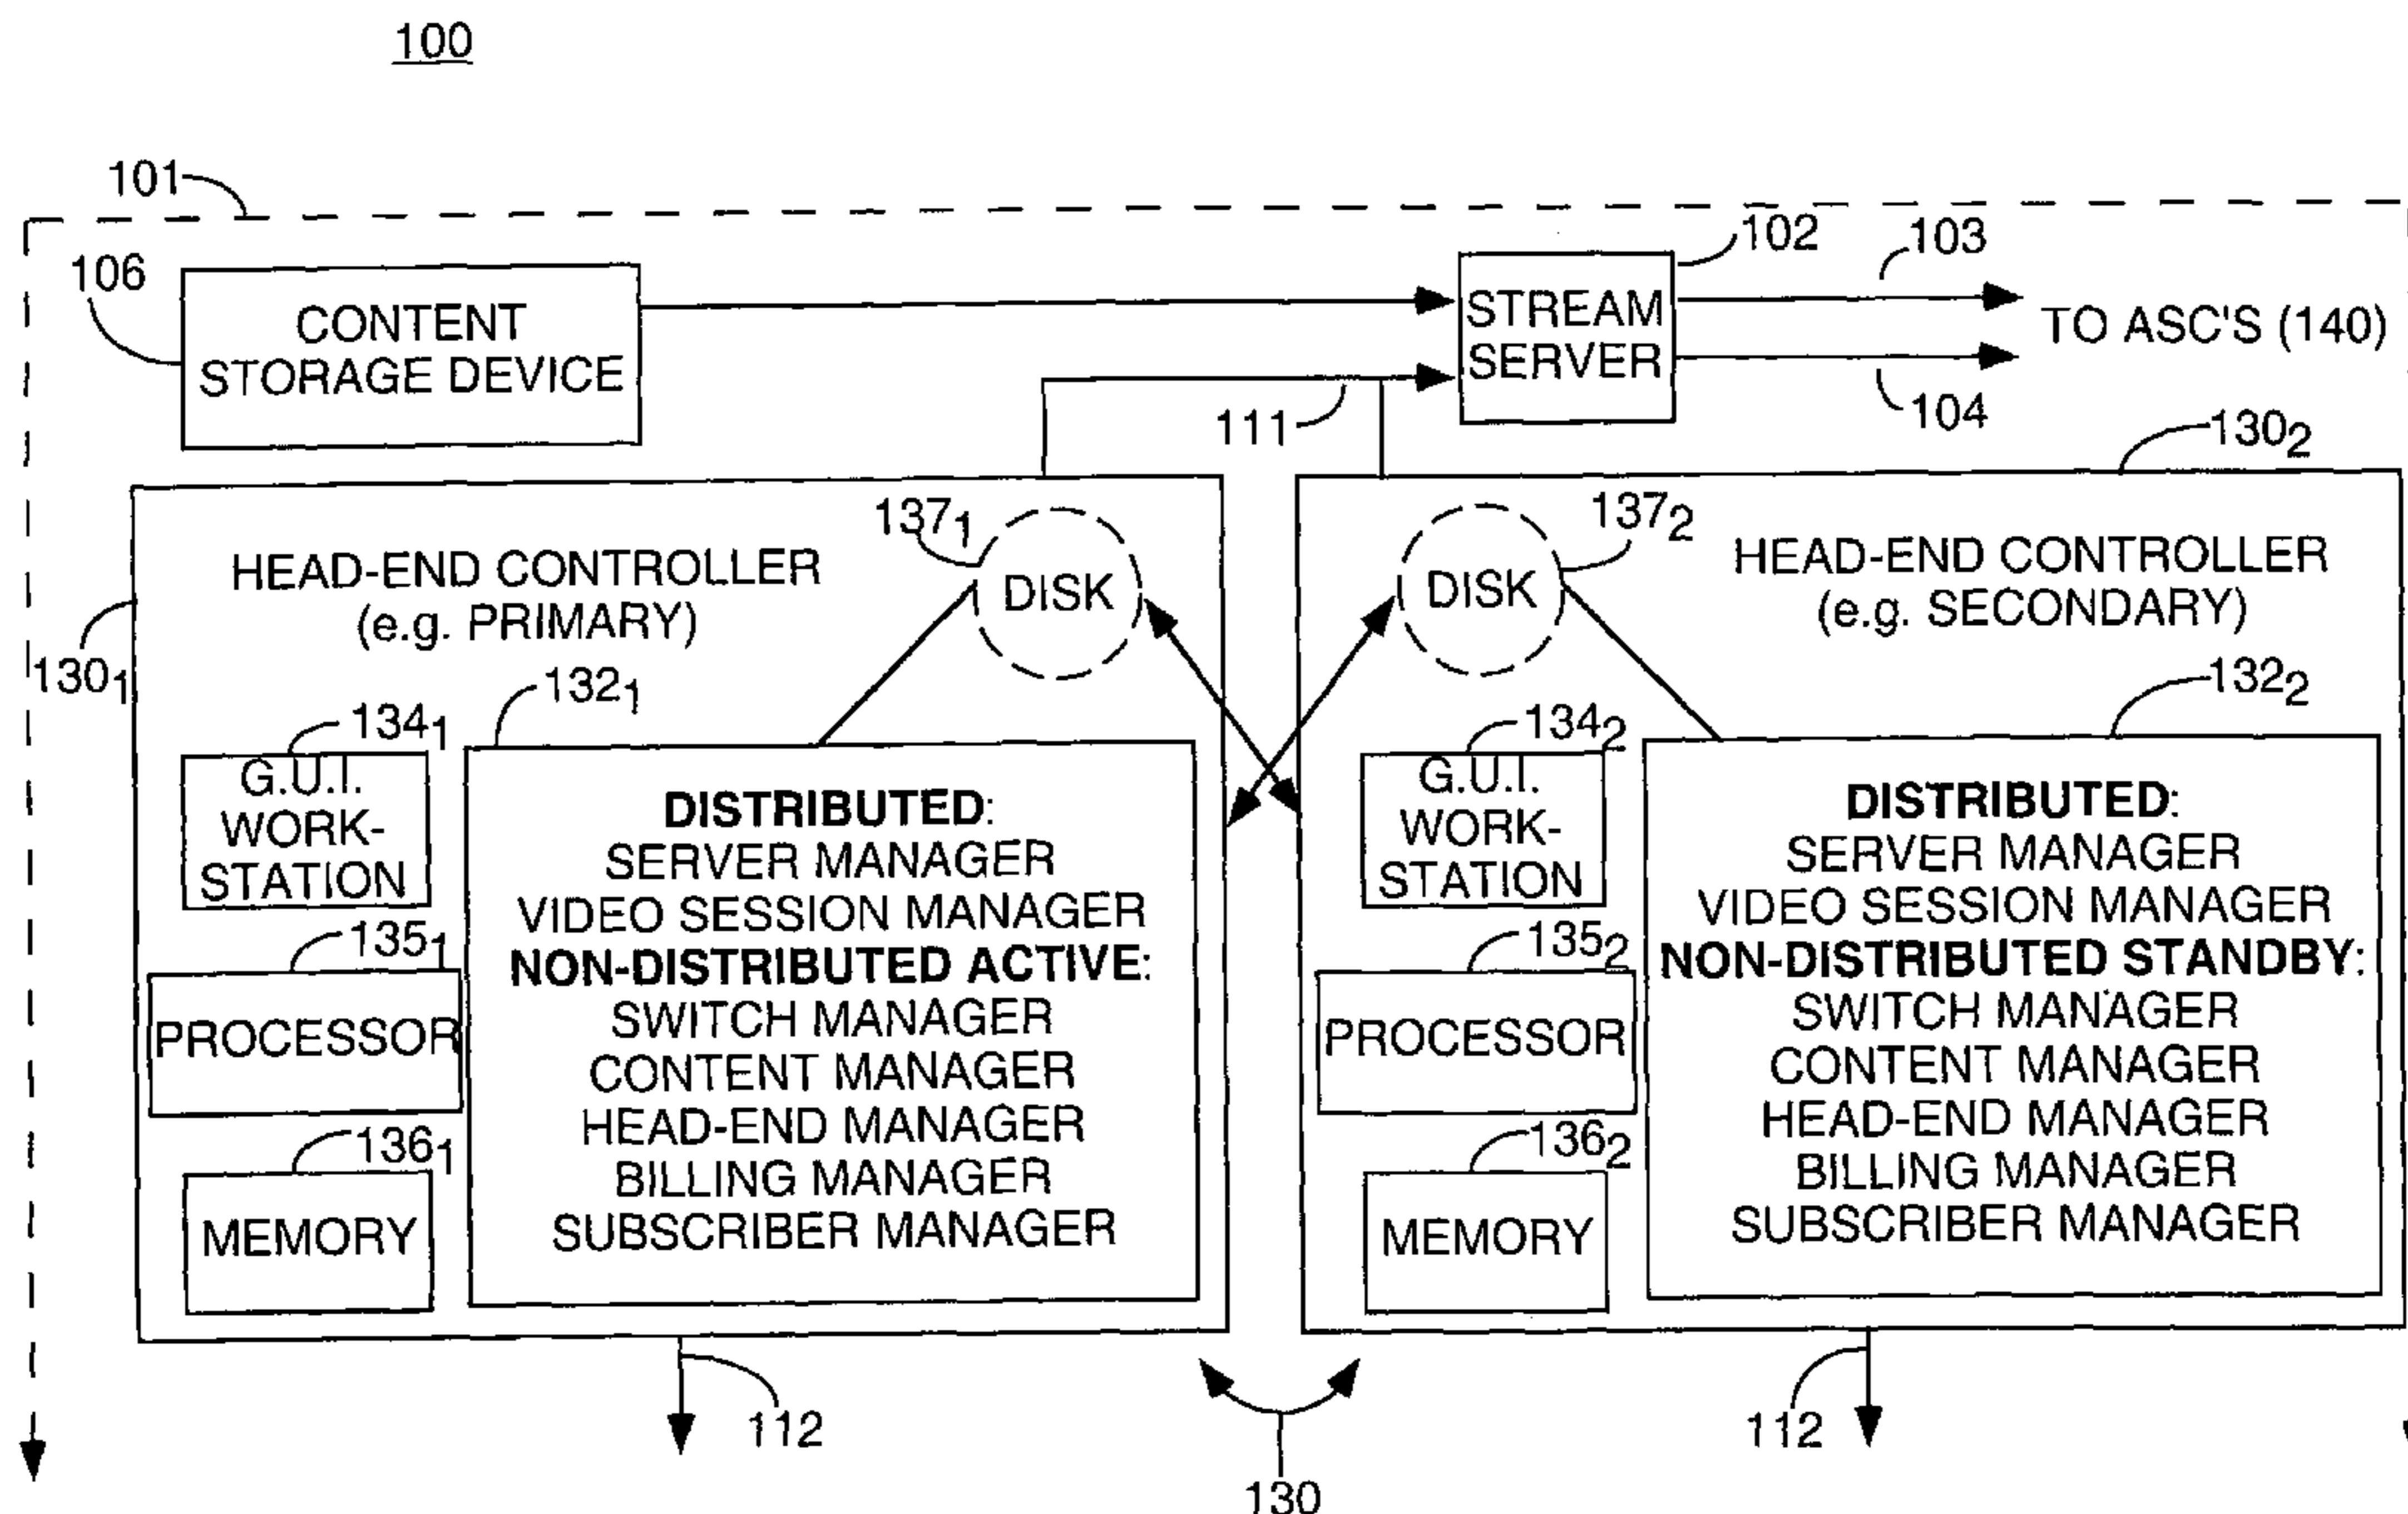 100
101
102
103
106
CONTENT
STORAGE DEVICE
STREAM
SERVER
TO ASC'S (140)
111
104
130₂
137₁
137₂
HEAD-END CONTROLLER
(e.g. PRIMARY)
DISK
DISK
HEAD-END CONTROLLER
(e.g. SECONDARY)
130₁
132₁
132₂
134₁
G.U.I.
WORK-
STATION
135₁
PROCESSOR
136₁
MEMORY
DISTRIBUTED:
SERVER MANAGER
VIDEO SESSION MANAGER
NON-DISTRIBUTED ACTIVE:
SWITCH MANAGER
CONTENT MANAGER
HEAD-END MANAGER
BILLING MANAGER
SUBSCRIBER MANAGER
134₂
G.U.I.
WORK-
STATION
135₂
PROCESSOR
136₂
MEMORY
DISTRIBUTED:
SERVER MANAGER
VIDEO SESSION MANAGER
NON-DISTRIBUTED STANDBY:
SWITCH MANAGER
CONTENT MANAGER
HEAD-END MANAGER
BILLING MANAGER
SUBSCRIBER MANAGER
112
112
130